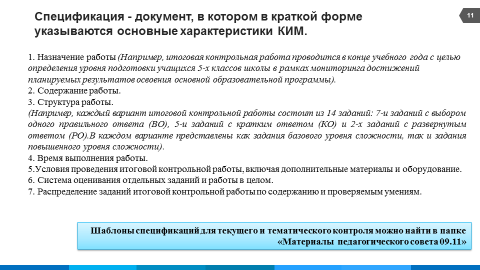 Спецификация - документ, в котором в краткой форме
указываются основные характеристики КИМ.
11
1. Назначение работы (Например, итоговая контрольная работа проводится в конце учебного года с целью
определения уровня подготовки учащихся 5-х классов школы в рамках мониторинга достижений
планируемых результатов освоения основной образовательной программы).
2. Содержание работы.
3. Структура работы.
(Например, каждый вариант итоговой контрольной работы состоит из 14 заданий: 7-и заданий с выбором
одного правильного ответа (ВО), 5-и заданий с кратким ответом (КО) и 2-х заданий с развернутым
ответом (РО).В каждом варианте представлены как задания базового уровня сложности, так и задания
повышенного уровня сложности).
4. Время выполнения работы.
5.Условия проведения итоговой контрольной работы, включая дополнительные материалы и оборудование.
6. Система оценивания отдельных заданий и работы в целом.
7. Распределение заданий итоговой контрольной работы по содержанию и проверяемым умениям.
Шаблоны спецификаций для текущего и тематического контроля можно найти в папке
«Материалы педагогического совета 09.11»